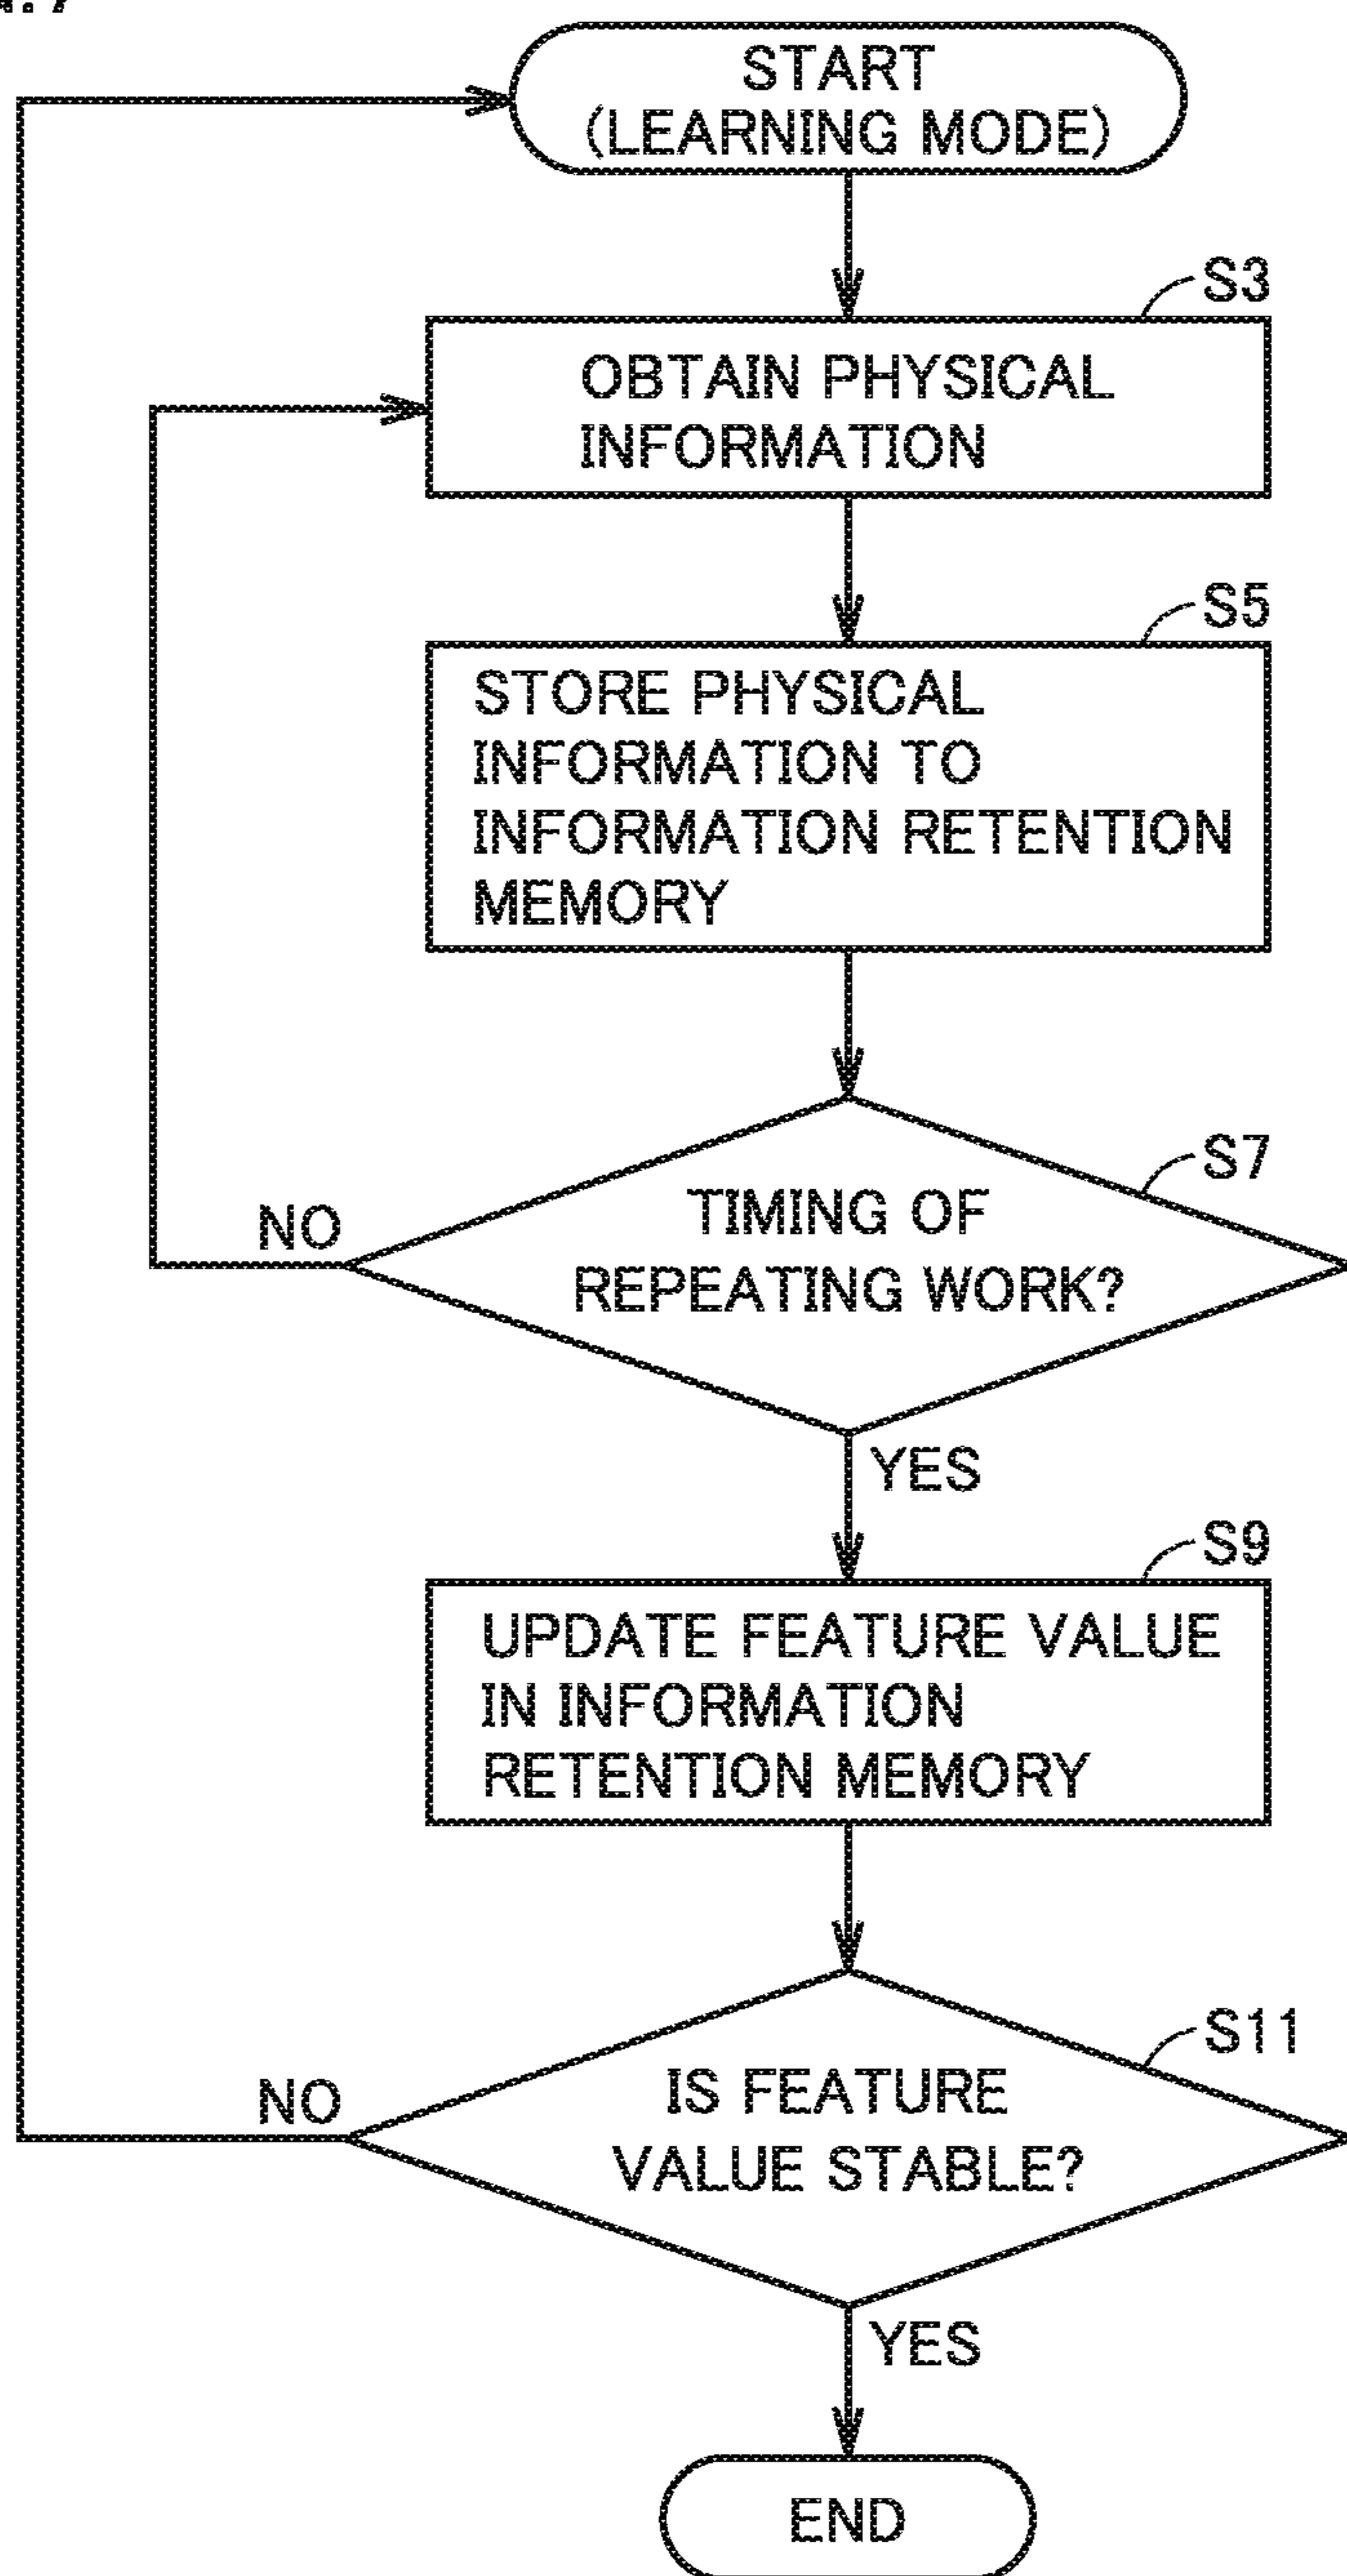 START
(LEARNING MODE)
S3
OBTAIN PHYSICAL
INFORMATION
S5
STORE PHYSICAL
INFORMATION TO
INFORMATION RETENTION
MEMORY
S7
TIMING OF
REPEATING WORK?
NO
YES
S9
UPDATE FEATURE VALUE
IN INFORMATION
RETENTION MEMORY
S11
IS FEATURE
VALUE STABLE?
NO
YES
END